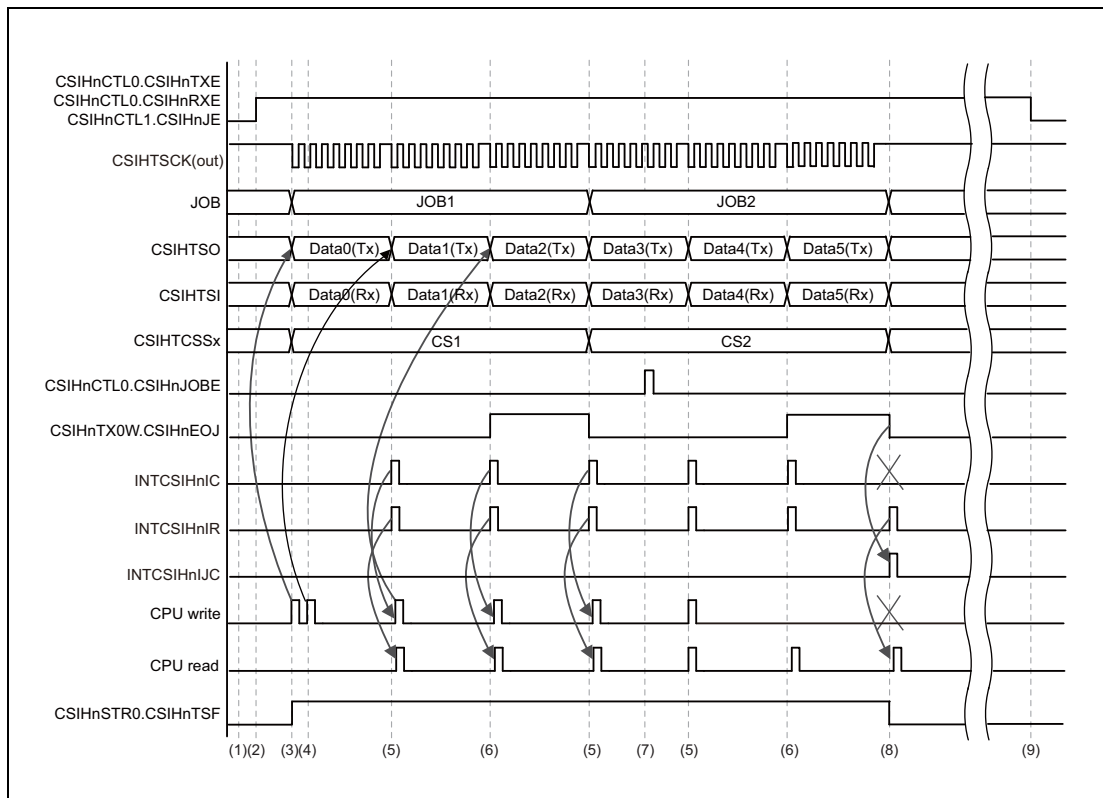 CSIHnCTL0.CSIHnTXE
CSIHnCTL0.CSIHnRXE
CSIHnCTL1.CSIHnJE
CSIHTSCK(out)
JOB JOB1 JOB2
CSIHTSO Data0(Tx) Data1(Tx) Data2(Tx) Data3(Tx) Data4(Tx) Data5(Tx)
CSIHTSI Data0(Rx) Data1(Rx) Data2(Rx) Data3(Rx) Data4(Rx) Data5(Rx)
CSIHTCSSx CS1 CS2
CSIHnCTL0.CSIHnJOBE
CSIHnTX0W.CSIHnEOJ
INTCSIHnIC
INTCSIHnIR
INTCSIHnIJC
CPU write
CPU read
CSIHnSTR0.CSIHnTSF
(1)(2) (3)(4) (5) (6) (5) (7) (5) (6) (8) (9)